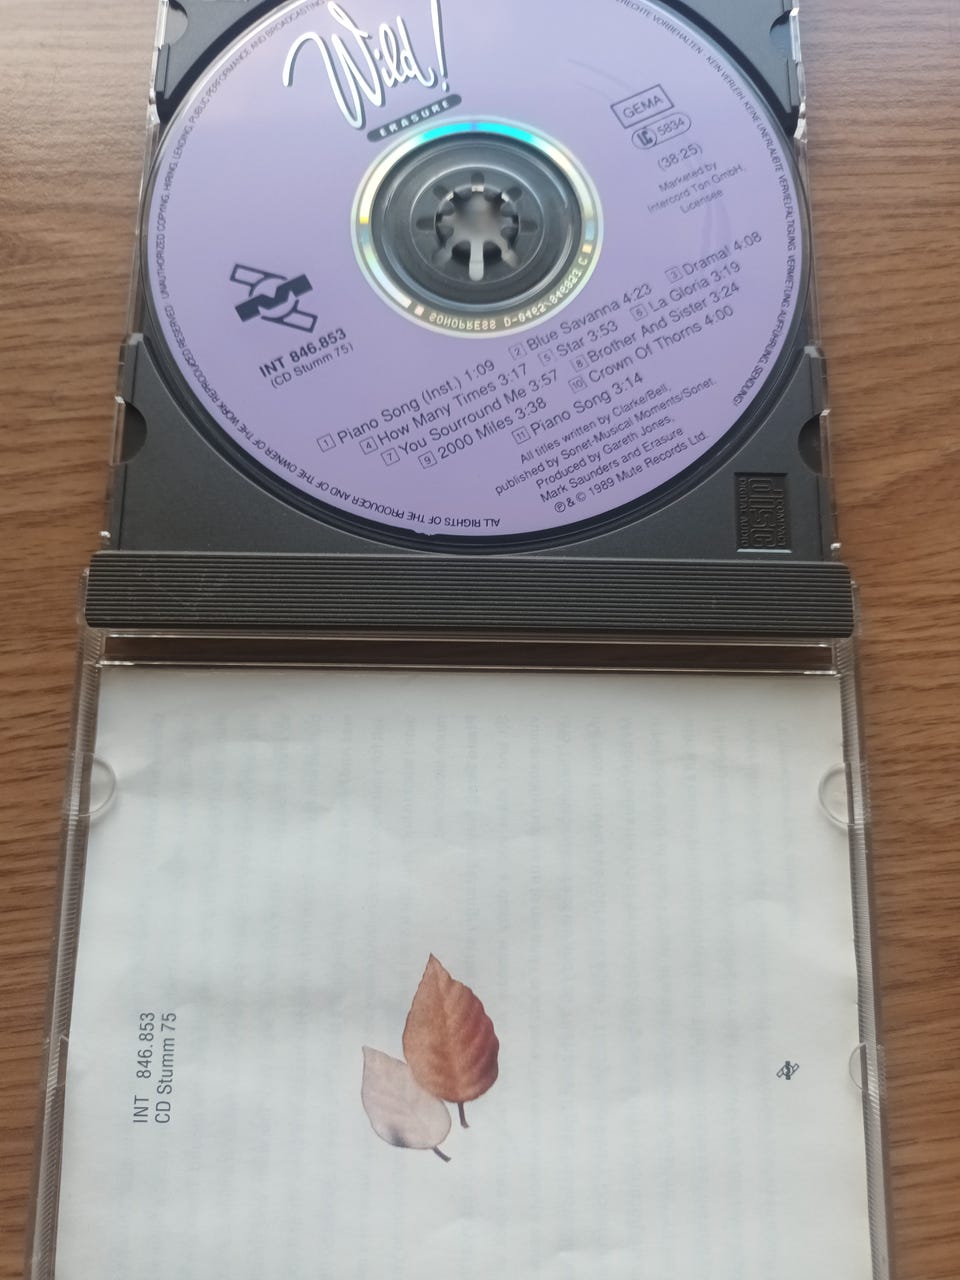 Wild!
ERASURE
GEMA
LC 5834
(38:25)
Marketed by
Intercord Ton GmbH,
Licensee
INT 846.853
(CD Stumm 75)
1 Piano Song (Inst.) 1:09 2 Blue Savanna 4:23 3 Drama! 4:08
4 How Many Times 3:17 5 Star 3:53 6 La Gloria 3:19
7 You Sourround Me 3:57 8 Brother And Sister 3:24
9 2000 Miles 3:38 10 Crown Of Thorns 4:00
11 Piano Song 3:14
All titles written by Clarke/Bell,
published by Sonet-Musical Moments/Sonet.
Produced by Gareth Jones,
Mark Saunders and Erasure
℗ & © 1989 Mute Records Ltd.
ALL RIGHTS OF THE PRODUCER AND OF THE OWNER OF THE WORK REPRODUCED RESERVED. UNAUTHORIZED COPYING, HIRING, LENDING, PUBLIC PERFORMANCE AND BROADCASTING
RECHTE VORBEHALTEN - KEIN VERLEIH, KEINE UNERLAUBTE VERVIELFÄLTIGUNG, VERMIETUNG, AUFFÜHRUNG, SENDUNG!
SONOPRESS D-0462/846853 C
COMPACT
disc
DIGITAL AUDIO
INT 846.853
CD Stumm 75